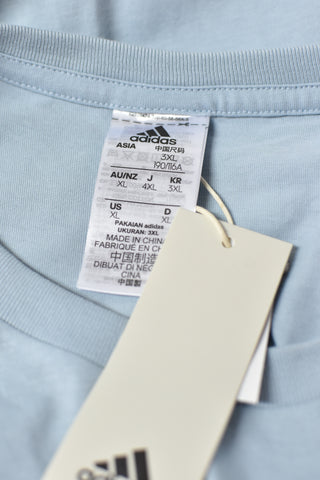 adidas
ASIA 中国尺码
3XL
190/116A
AU/NZ J KR
XL 4XL 3XL
US D
XL XL
PAKAIAN adidas
UKURAN: 3XL
MADE IN CHINA
FABRIQUÉ EN CHINE
中国制造
DIBUAT DI NEGARA
CINA